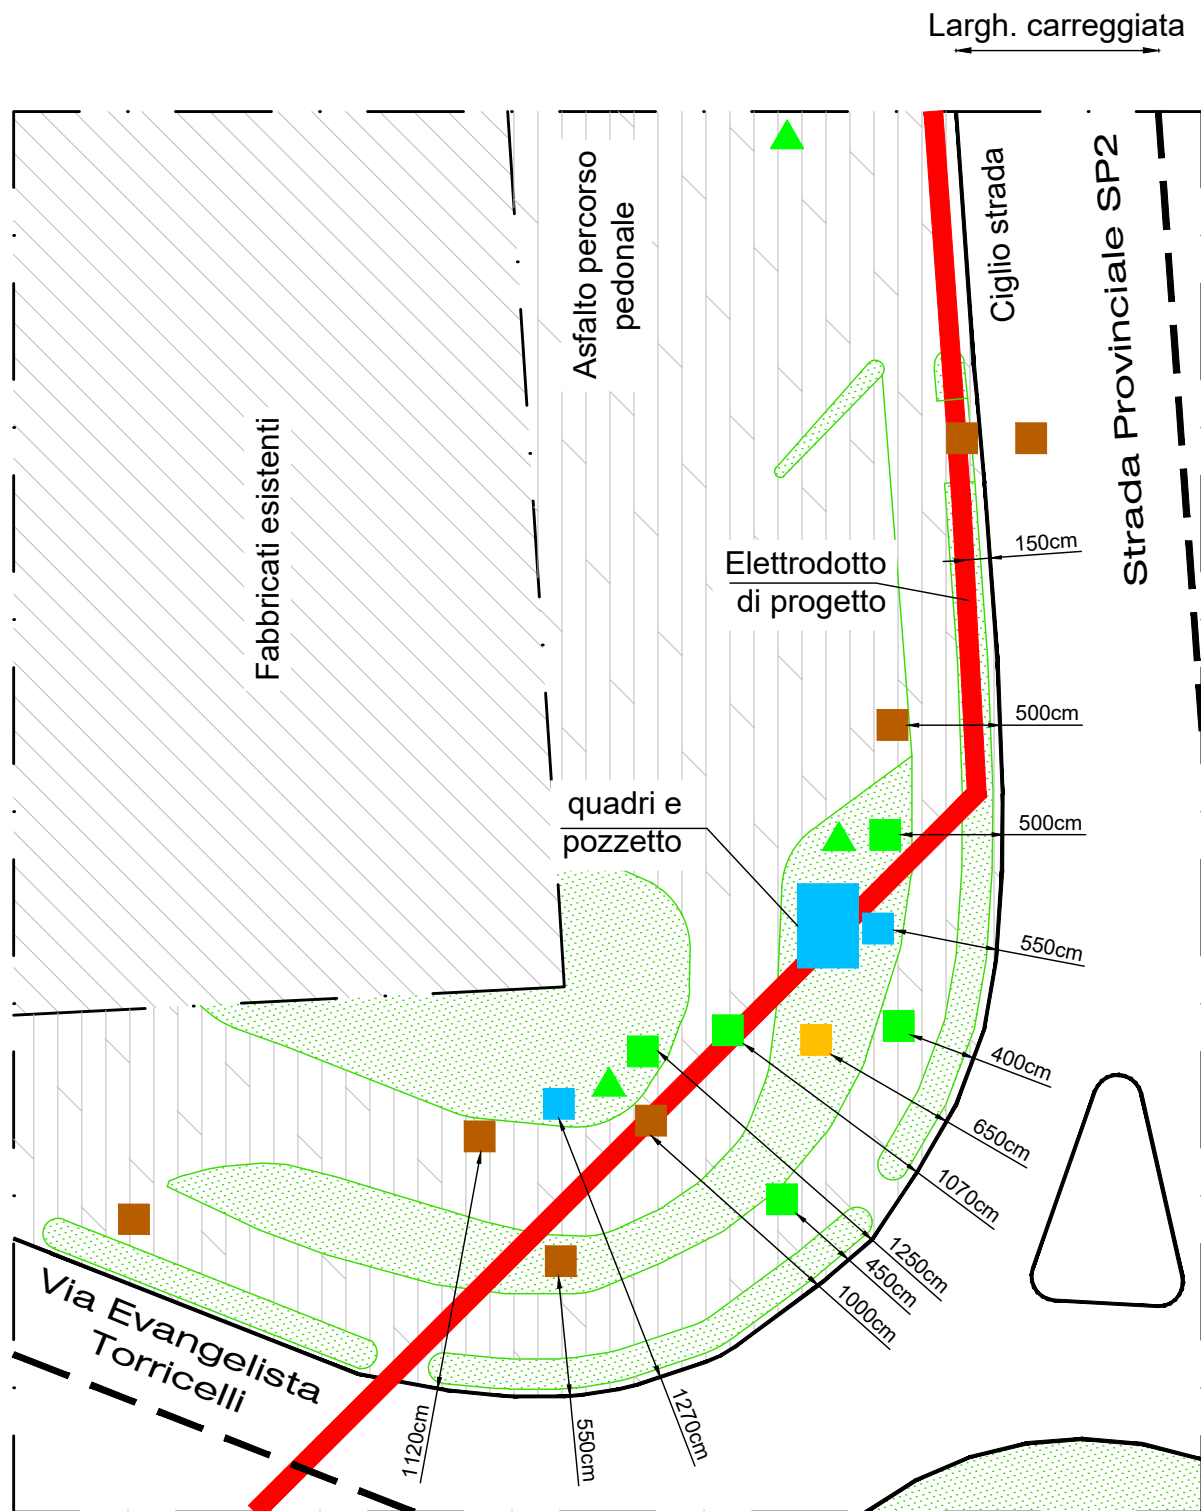 Largh. carreggiata
Strada Provinciale SP2
Ciglio strada
Asfalto percorso
pedonale
Fabbricati esistenti
150cm
Elettrodotto
di progetto
500cm
quadri e
pozzetto
500cm
550cm
400cm
650cm
1070cm
1250cm
450cm
1000cm
Via Evangelista
Torricelli
1270cm
550cm
1120cm